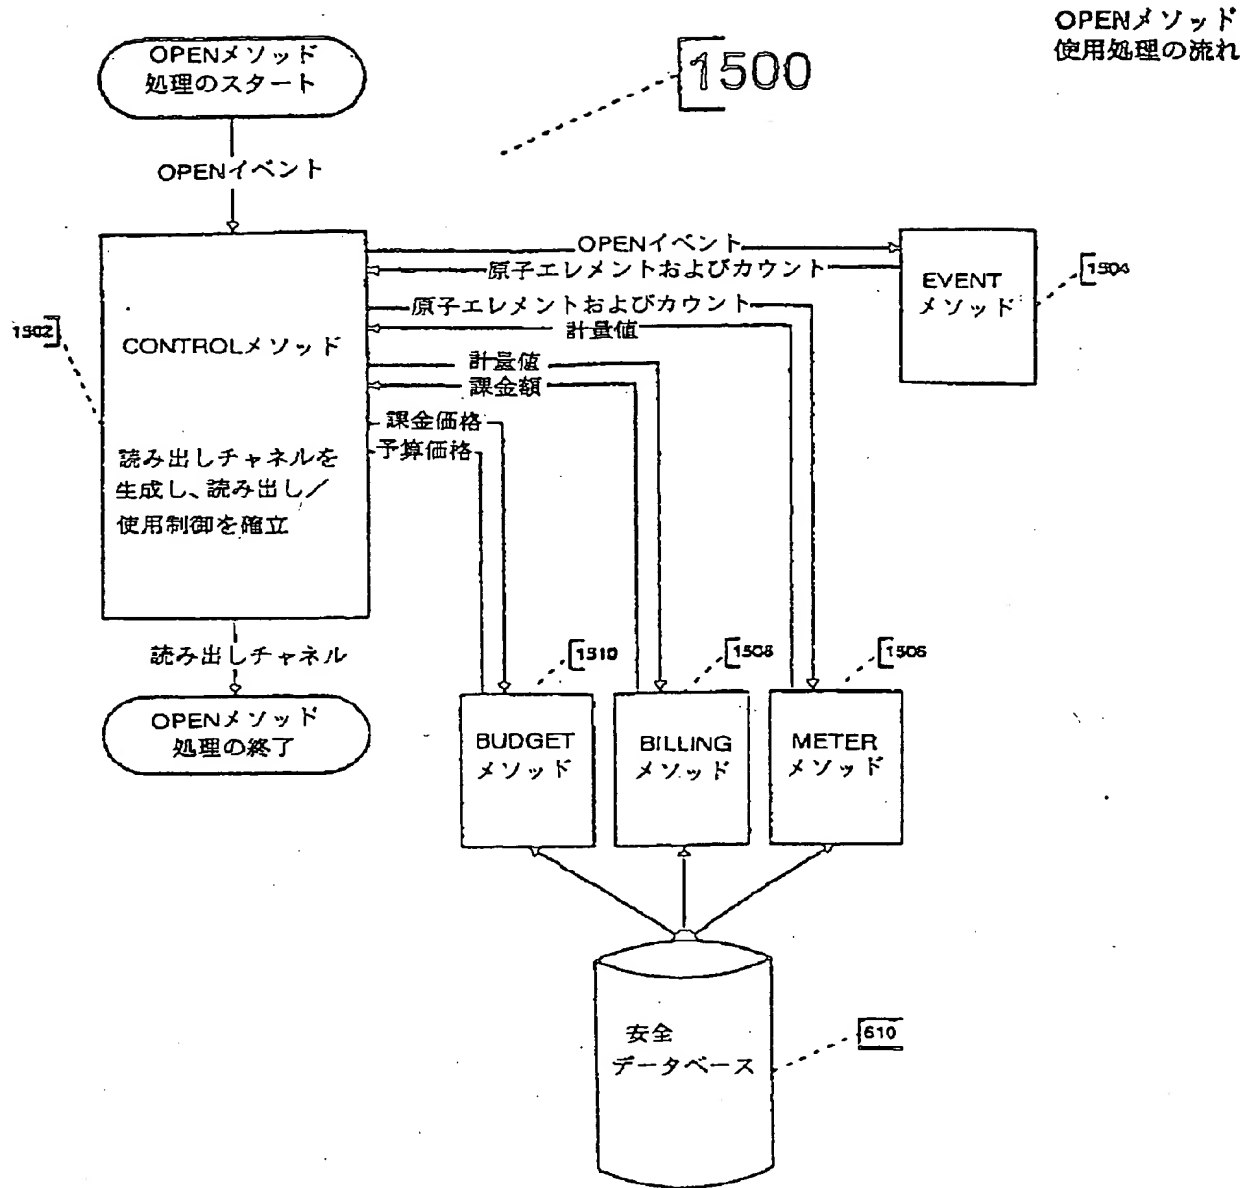 OPENメソッド
使用処理の流れ
OPENメソッド
処理のスタート
1500
OPENイベント
OPENイベント
原子エレメントおよびカウント
EVENT
メソッド
1504
原子エレメントおよびカウント
計量値
1502
CONTROLメソッド
計量値
課金額
課金価格
予算価格
読み出しチャネルを
生成し、読み出し／
使用制御を確立
読み出しチャネル
1510
1508
1506
OPENメソッド
処理の終了
BUDGET
メソッド
BILLING
メソッド
METER
メソッド
安全
データベース
610